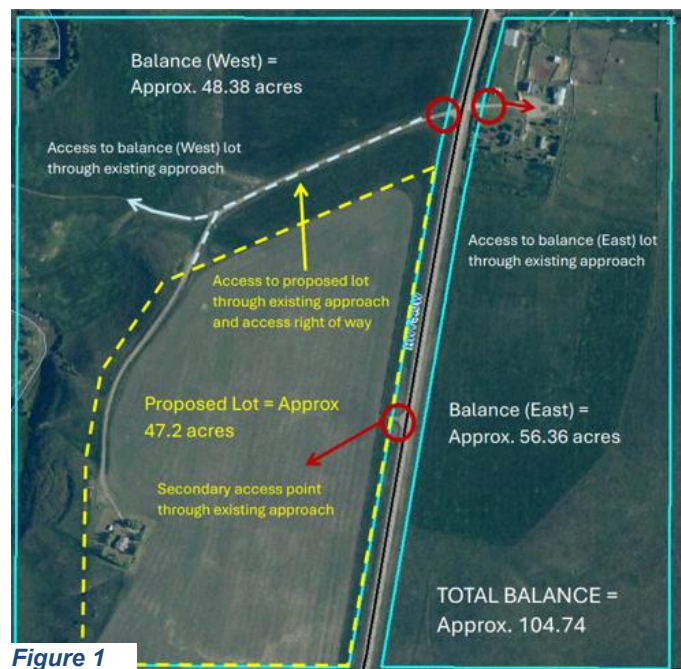 Balance (West) =
Approx. 48.38 acres
Access to balance (West) lot
through existing approach
Access to proposed lot
through existing approach
and access right of way
Access to balance (East) lot
through existing approach
Proposed Lot = Approx
47.2 acres
Balance (East) =
Approx. 56.36 acres
Secondary access point
through existing approach
TOTAL BALANCE =
Approx. 104.74
Figure 1